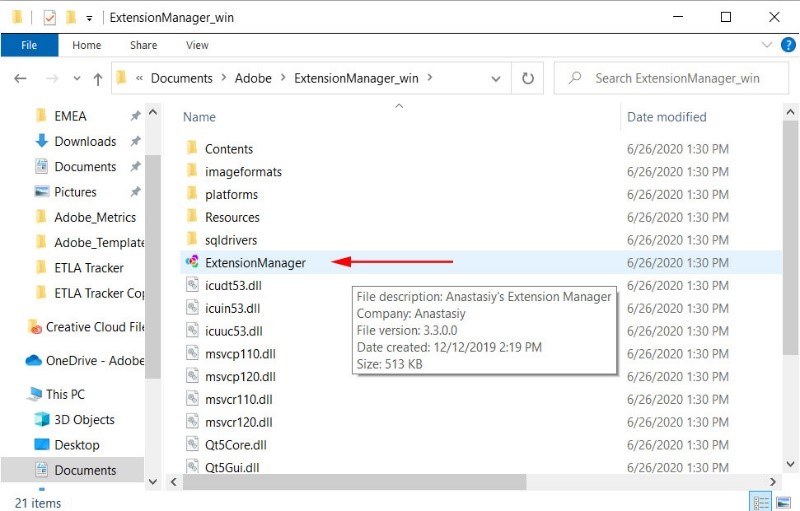 ExtensionManager_win
File Home Share View
« Documents > Adobe > ExtensionManager_win >
Search ExtensionManager_win
EMEA
Downloads
Documents
Pictures
Adobe_Metrics
Adobe_Template
ETLA Tracker
ETLA Tracker Cop
Creative Cloud File
OneDrive - Adobe
This PC
3D Objects
Desktop
Documents
Name Date modified
Contents 6/26/2020 1:30 PM
imageformats 6/26/2020 1:30 PM
platforms 6/26/2020 1:30 PM
Resources 6/26/2020 1:30 PM
sqldrivers 6/26/2020 1:30 PM
ExtensionManager 6/26/2020 1:30 PM
icudt53.dll 6/26/2020 1:30 PM
icuin53.dll 6/26/2020 1:30 PM
icuuc53.dll 6/26/2020 1:30 PM
msvcp110.dll 6/26/2020 1:30 PM
msvcp120.dll 6/26/2020 1:30 PM
msvcr110.dll 6/26/2020 1:30 PM
msvcr120.dll 6/26/2020 1:30 PM
Qt5Core.dll 6/26/2020 1:30 PM
Qt5Gui.dll 6/26/2020 1:30 PM
File description: Anastasiy's Extension Manager
Company: Anastasiy
File version: 3.3.0.0
Date created: 12/12/2019 2:19 PM
Size: 513 KB
21 items